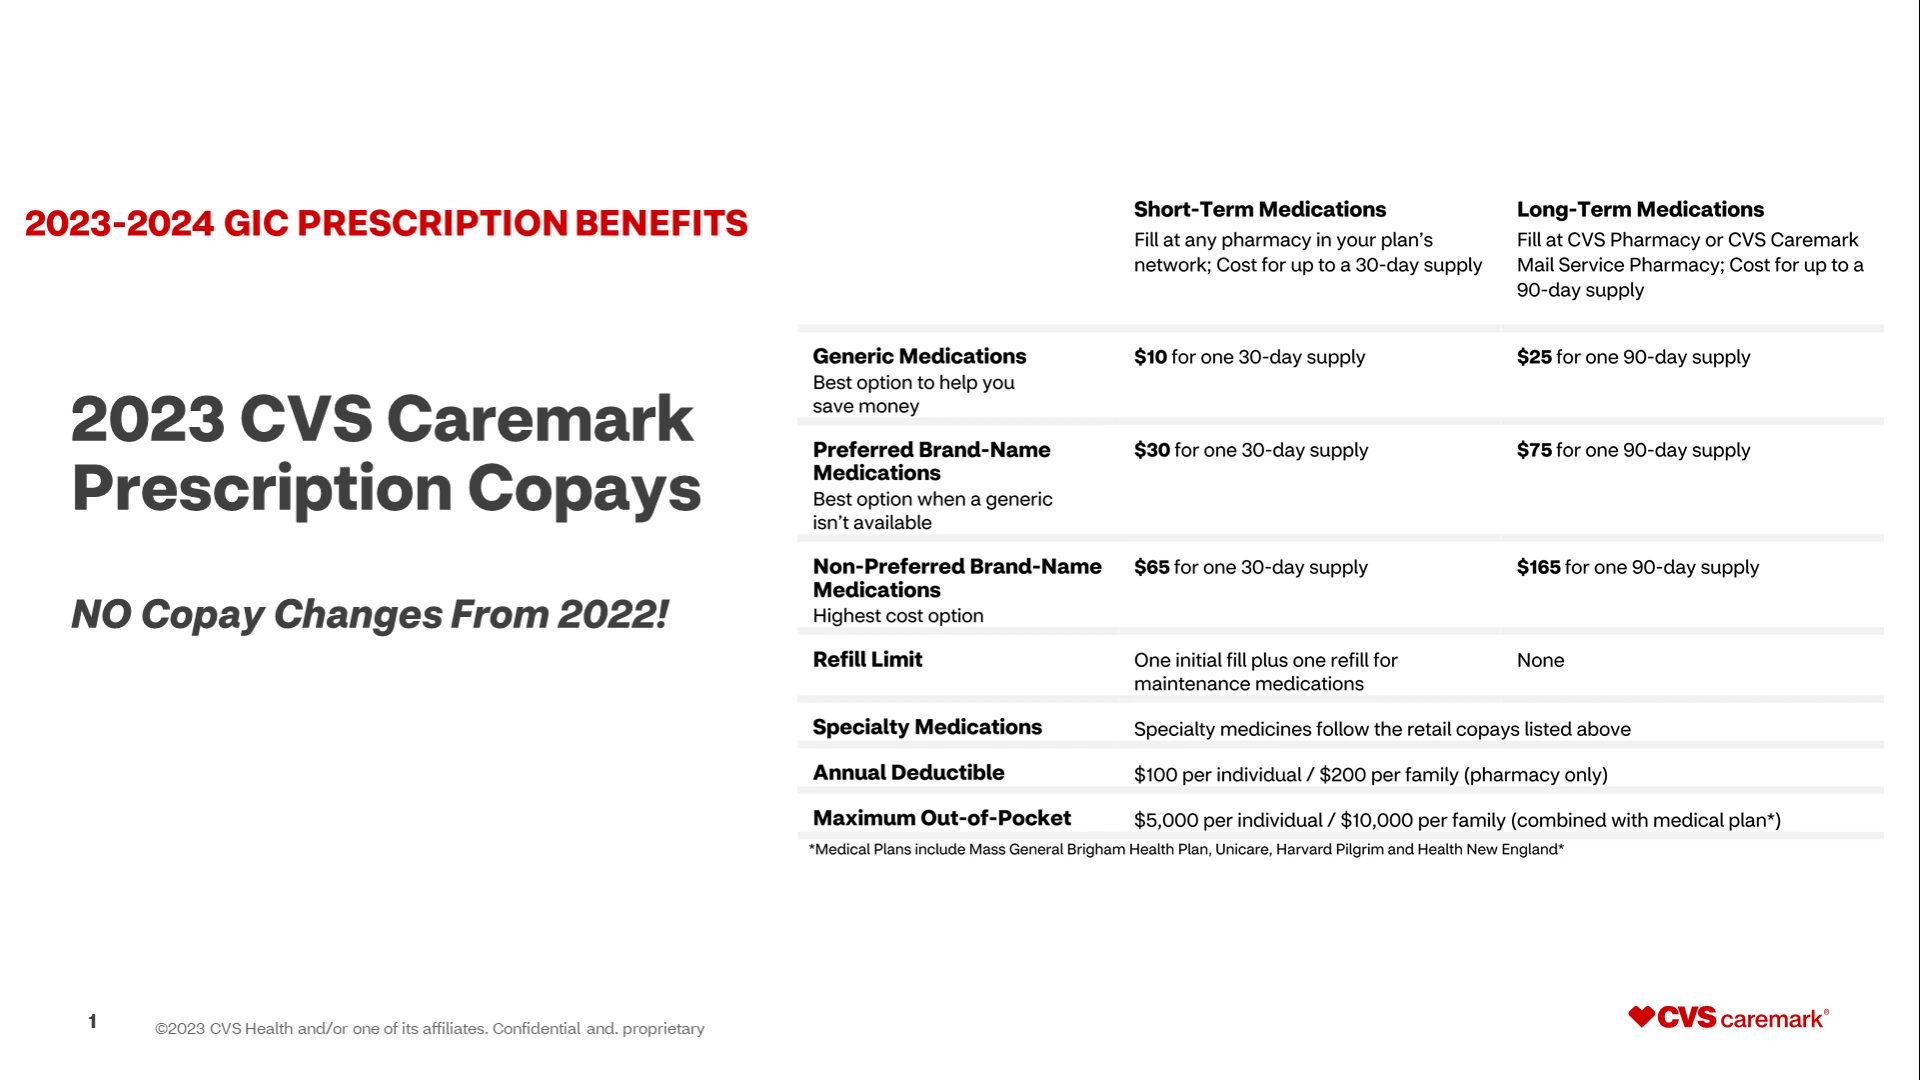 2023-2024 GIC PRESCRIPTION BENEFITS
2023 CVS Caremark
Prescription Copays
NO Copay Changes From 2022!
Short-Term Medications
Fill at any pharmacy in your plan’s
network; Cost for up to a 30-day supply
Long-Term Medications
Fill at CVS Pharmacy or CVS Caremark
Mail Service Pharmacy; Cost for up to a
90-day supply
Generic Medications
Best option to help you
save money
$10 for one 30-day supply
$25 for one 90-day supply
Preferred Brand-Name
Medications
Best option when a generic
isn’t available
$30 for one 30-day supply
$75 for one 90-day supply
Non-Preferred Brand-Name
Medications
Highest cost option
$65 for one 30-day supply
$165 for one 90-day supply
Refill Limit
One initial fill plus one refill for
maintenance medications
None
Specialty Medications
Specialty medicines follow the retail copays listed above
Annual Deductible
$100 per individual / $200 per family (pharmacy only)
Maximum Out-of-Pocket
$5,000 per individual / $10,000 per family (combined with medical plan*)
*Medical Plans include Mass General Brigham Health Plan, Unicare, Harvard Pilgrim and Health New England*
1
©2023 CVS Health and/or one of its affiliates. Confidential and. proprietary
CVS caremark®